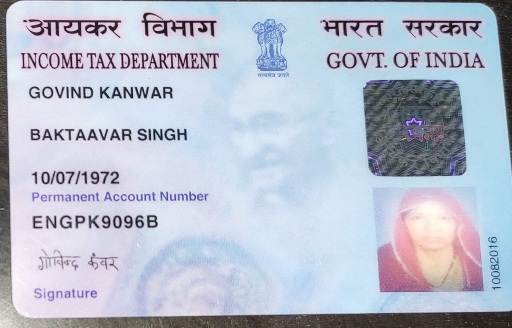 आयकर विभाग
INCOME TAX DEPARTMENT
भारत सरकार
GOVT. OF INDIA
सत्यमेव जयते
GOVIND KANWAR
BAKTAAVAR SINGH
10/07/1972
Permanent Account Number
ENGPK9096B
गोविन्द कंवर
Signature
10082016